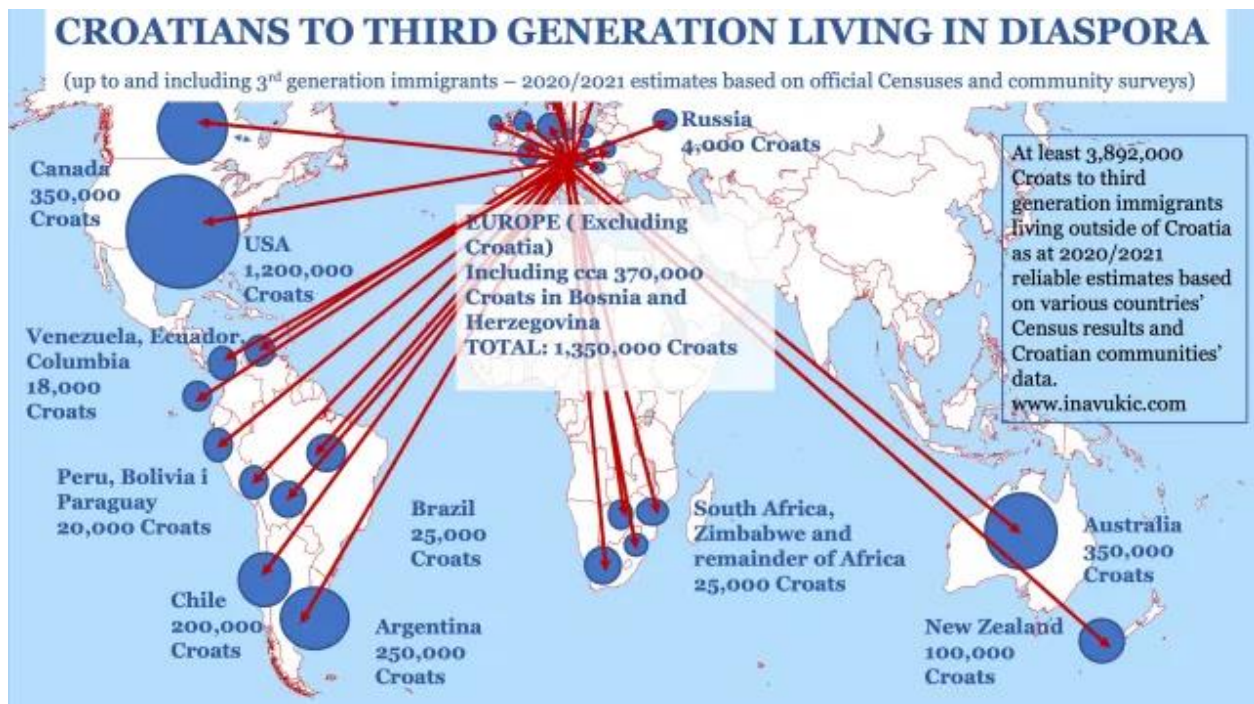 CROATIANS TO THIRD GENERATION LIVING IN DIASPORA
(up to and including 3rd generation immigrants – 2020/2021 estimates based on official Censuses and community surveys)
Russia
4,000 Croats
Canada
350,000
Croats
At least 3,892,000
Croats to third
generation immigrants
living outside of Croatia
as at 2020/2021
reliable estimates based
on various countries'
Census results and
Croatian communities'
data.
www.inavukic.com
USA
1,200,000
Croats
EUROPE ( Excluding
Croatia)
Including cca 370,000
Croats in Bosnia and
Herzegovina
TOTAL: 1,350,000 Croats
Venezuela, Ecuador,
Columbia
18,000
Croats
Peru, Bolivia i
Paraguay
20,000 Croats
Brazil
25,000
Croats
South Africa,
Zimbabwe and
remainder of Africa
25,000 Croats
Australia
350,000
Croats
Chile
200,000
Croats
Argentina
250,000
Croats
New Zealand
100,000
Croats